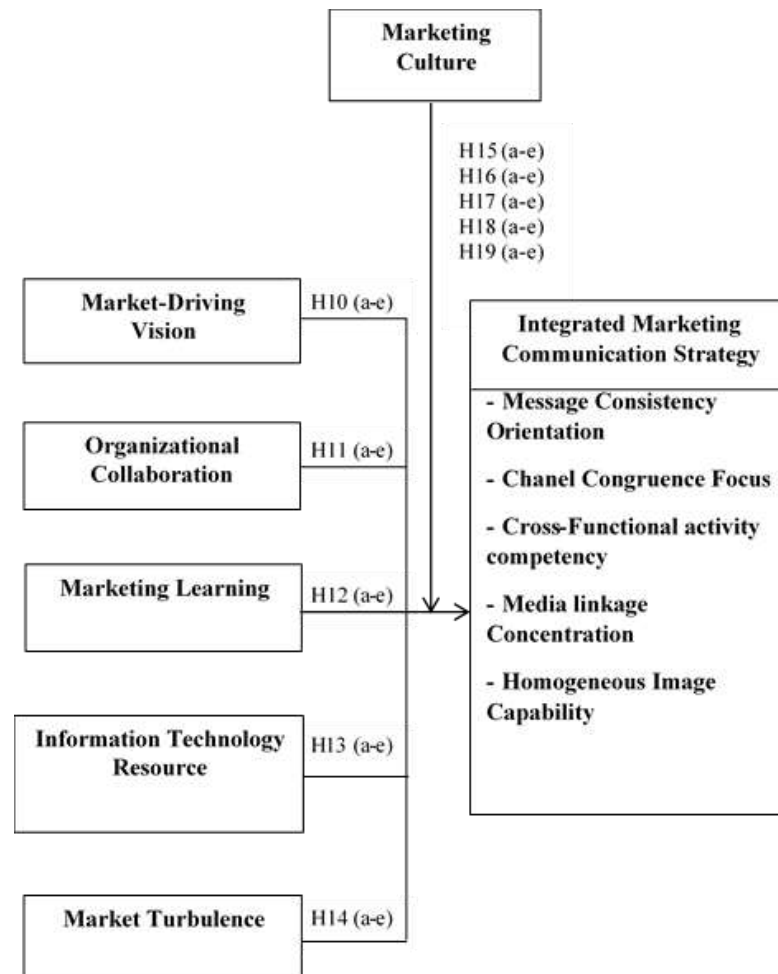 Marketing
Culture
H15 (a-e)
H16 (a-e)
H17 (a-e)
H18 (a-e)
H19 (a-e)
Market-Driving
Vision
H10 (a-e)
Integrated Marketing
Communication Strategy
- Message Consistency
Orientation
Organizational
Collaboration
H11 (a-e)
- Chanel Congruence Focus
- Cross-Functional activity
competency
Marketing Learning
H12 (a-e)
- Media linkage
Concentration
- Homogeneous Image
Capability
Information Technology
Resource
H13 (a-e)
Market Turbulence
H14 (a-e)